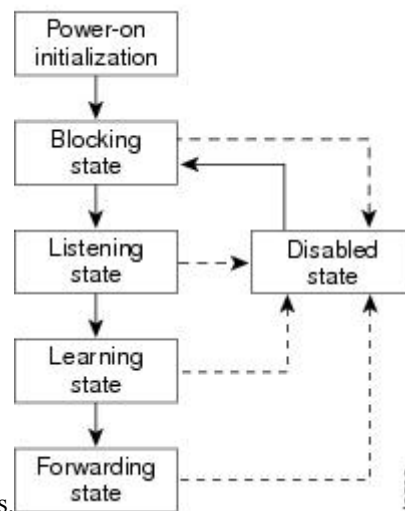 Power-on
initialization
Blocking
state
Listening
state
Disabled
state
Learning
state
Forwarding
state
s.